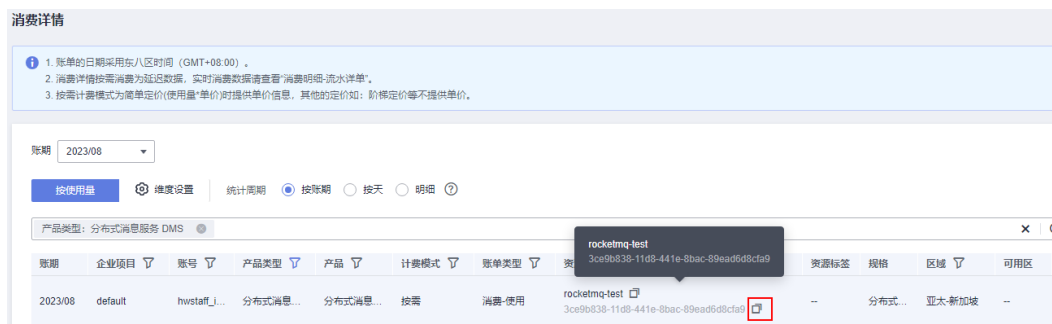 消费详情
1. 账单的日期采用东八区时间（GMT+08:00）。
2. 消费详情按需消费为延迟数据，实时消费数据请查看“消费明细-流水详单”。
3. 按需计费模式为简单定价(使用量*单价)时提供单价信息，其他的定价如：阶梯定价等不提供单价。
账期 2023/08
按使用量 维度设置 统计周期 按账期 按天 明细
产品类型：分布式消息服务 DMS
rocketmq-test
3ce9b838-11d8-441e-8bac-89ead6d8cfa9
账期 企业项目 账号 产品类型 产品 计费模式 账单类型 资 资源标签 规格 区域 可用区
2023/08 default hwstaff_i... 分布式消息... 分布式消息... 按需 消费-使用 rocketmq-test -- 分布式... 亚太-新加坡 --
3ce9b838-11d8-441e-8bac-89ead6d8cfa9